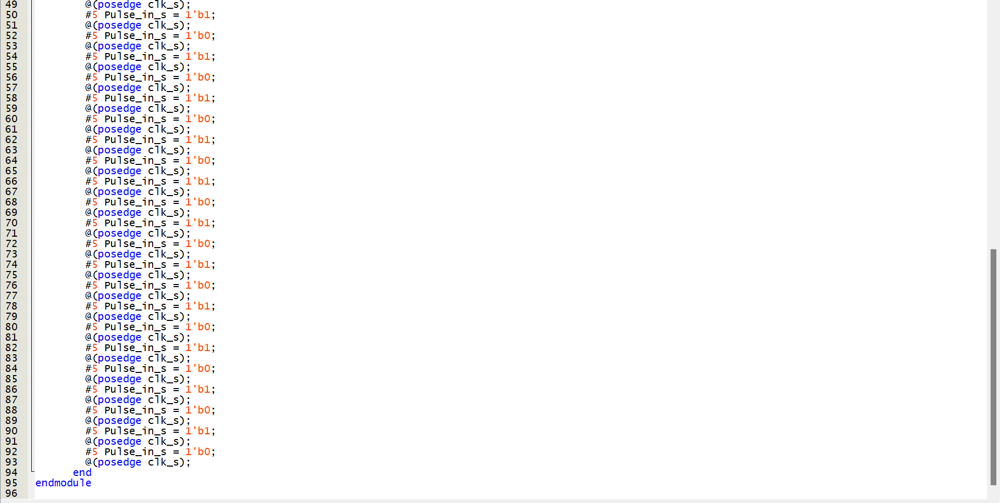 49 @(posedge clk_s);
50 #5 Pulse_in_s = 1'b1;
51 @(posedge clk_s);
52 #5 Pulse_in_s = 1'b0;
53 @(posedge clk_s);
54 #5 Pulse_in_s = 1'b1;
55 @(posedge clk_s);
56 #5 Pulse_in_s = 1'b0;
57 @(posedge clk_s);
58 #5 Pulse_in_s = 1'b1;
59 @(posedge clk_s);
60 #5 Pulse_in_s = 1'b0;
61 @(posedge clk_s);
62 #5 Pulse_in_s = 1'b1;
63 @(posedge clk_s);
64 #5 Pulse_in_s = 1'b0;
65 @(posedge clk_s);
66 #5 Pulse_in_s = 1'b1;
67 @(posedge clk_s);
68 #5 Pulse_in_s = 1'b0;
69 @(posedge clk_s);
70 #5 Pulse_in_s = 1'b1;
71 @(posedge clk_s);
72 #5 Pulse_in_s = 1'b0;
73 @(posedge clk_s);
74 #5 Pulse_in_s = 1'b1;
75 @(posedge clk_s);
76 #5 Pulse_in_s = 1'b0;
77 @(posedge clk_s);
78 #5 Pulse_in_s = 1'b1;
79 @(posedge clk_s);
80 #5 Pulse_in_s = 1'b0;
81 @(posedge clk_s);
82 #5 Pulse_in_s = 1'b1;
83 @(posedge clk_s);
84 #5 Pulse_in_s = 1'b0;
85 @(posedge clk_s);
86 #5 Pulse_in_s = 1'b1;
87 @(posedge clk_s);
88 #5 Pulse_in_s = 1'b0;
89 @(posedge clk_s);
90 #5 Pulse_in_s = 1'b1;
91 @(posedge clk_s);
92 #5 Pulse_in_s = 1'b0;
93 @(posedge clk_s);
94 end
95 endmodule
96